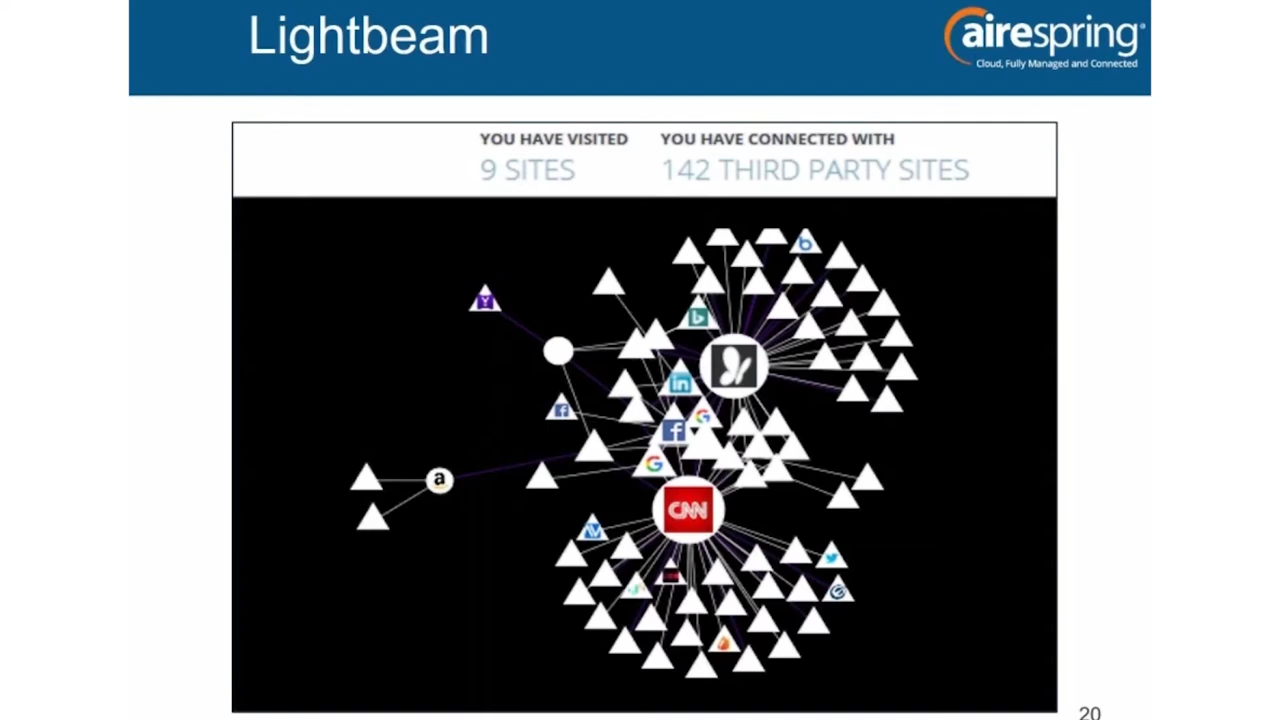 Lightbeam
airespring®
Cloud, Fully Managed and Connected
YOU HAVE VISITED
9 SITES
YOU HAVE CONNECTED WITH
142 THIRD PARTY SITES
Y
b
b
in
f
f
G
G
a
CNN
20